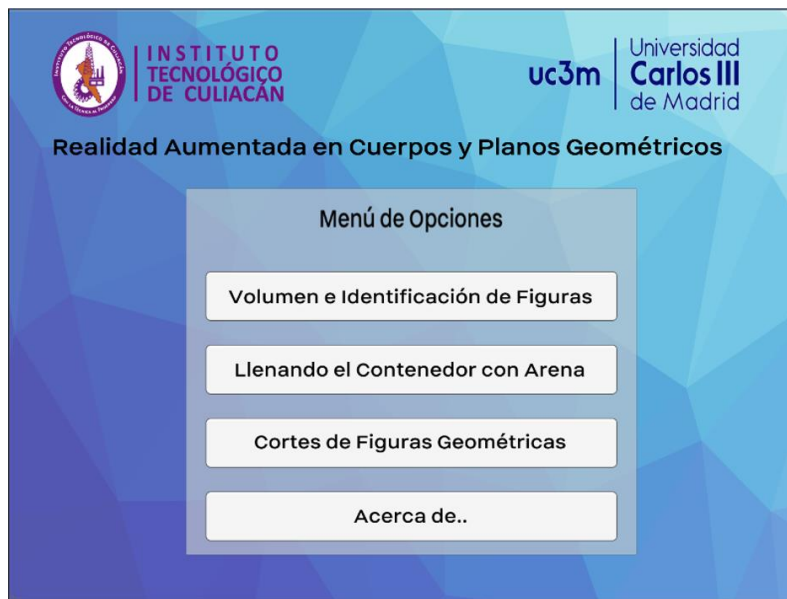 INSTITUTO
TECNOLÓGICO
DE CULIACÁN
uc3m
Universidad
Carlos III
de Madrid
Realidad Aumentada en Cuerpos y Planos Geométricos
Menú de Opciones
Volumen e Identificación de Figuras
Llenando el Contenedor con Arena
Cortes de Figuras Geométricas
Acerca de..